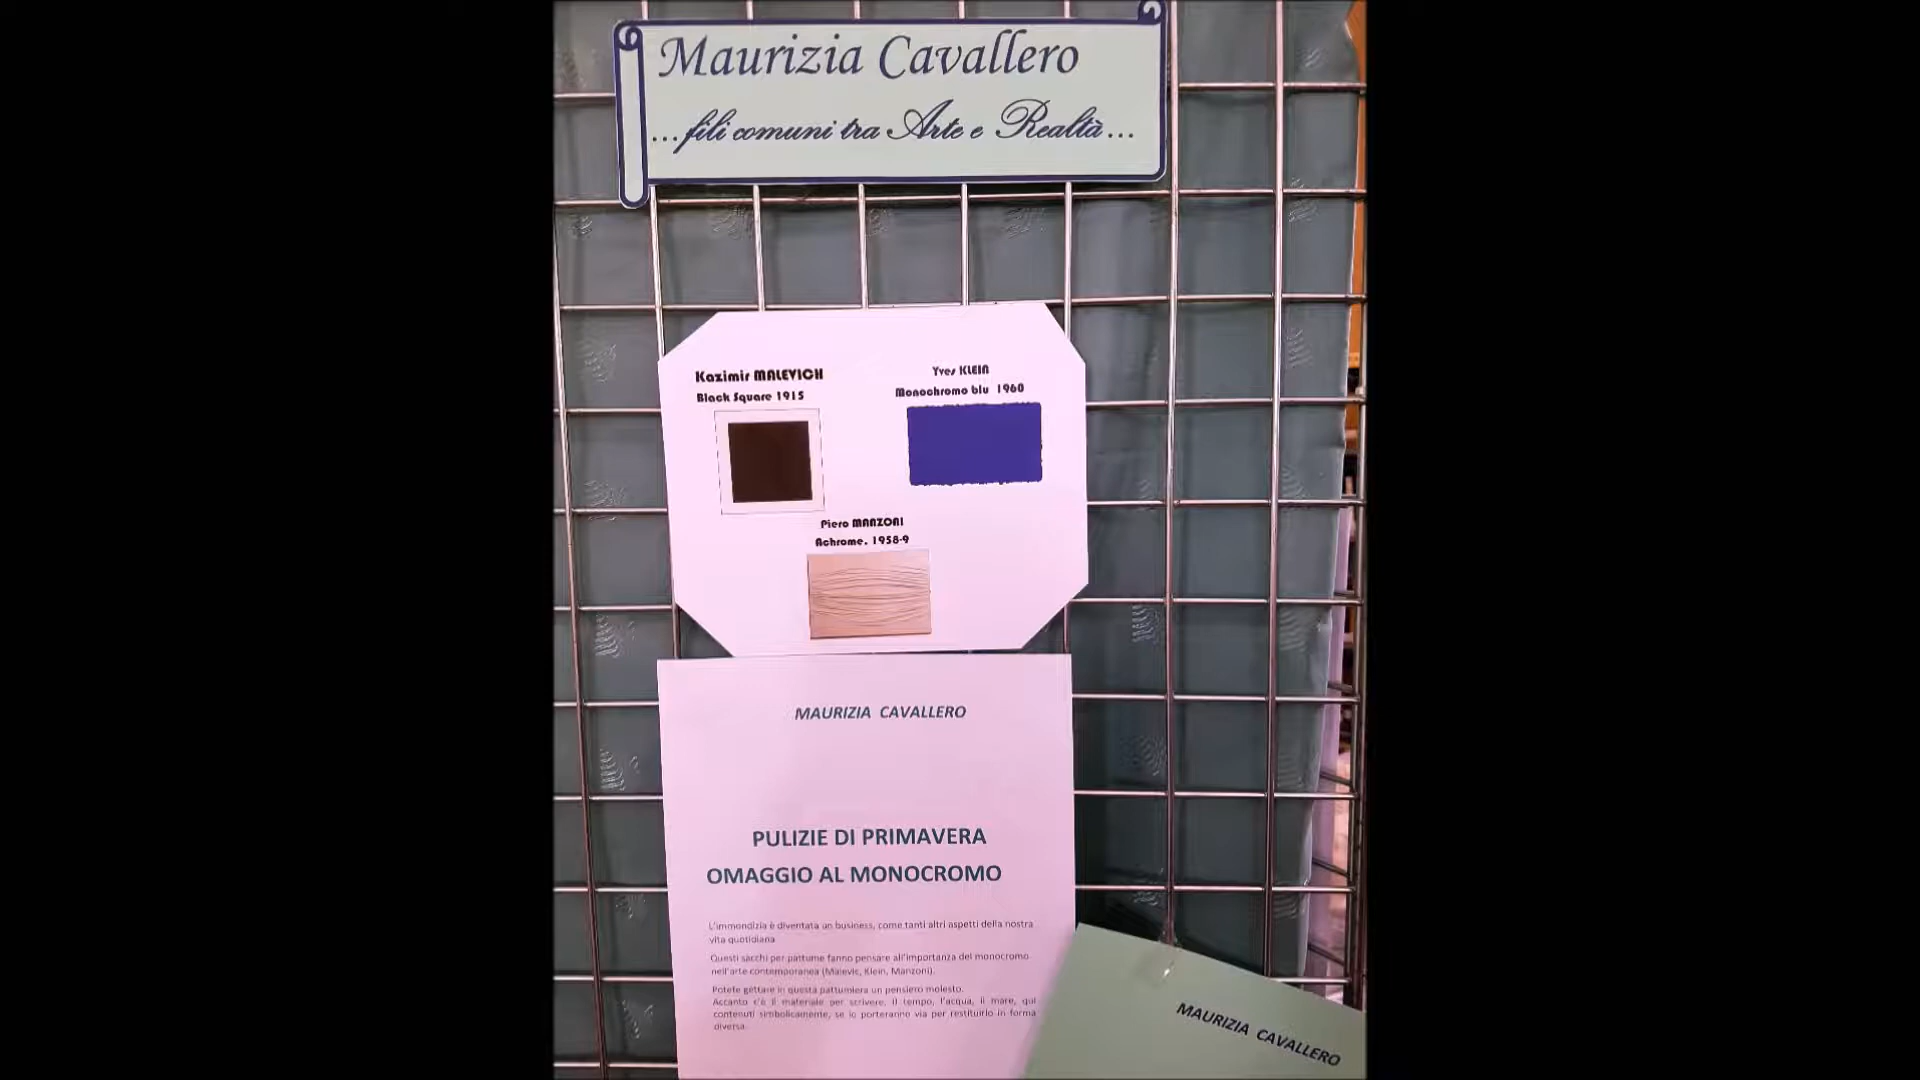 Maurizia Cavallero
...fili comuni tra Arte e Realtà...
Kazimir MALEVICH
Black Square 1915
Yves KLEIN
Monochromo blu 1960
Piero MANZONI
Achrome. 1958-9
MAURIZIA CAVALLERO
PULIZIE DI PRIMAVERA
OMAGGIO AL MONOCROMO
L'immondizia è diventata un business, come tanti altri aspetti della nostra
vita quotidiana
Questi sacchi per pattume fanno pensare all'importanza del monocromo
nell'arte contemporanea (Malevic, Klein, Manzoni).
Potete gettare in questa pattumiera un pensiero molesto.
Accanto c'è il materiale per scrivere. Il tempo, l'acqua, il mare, qui
contenuti simbolicamente, se lo porteranno via per restituirlo in forma
diversa.
MAURIZIA CAVALLERO